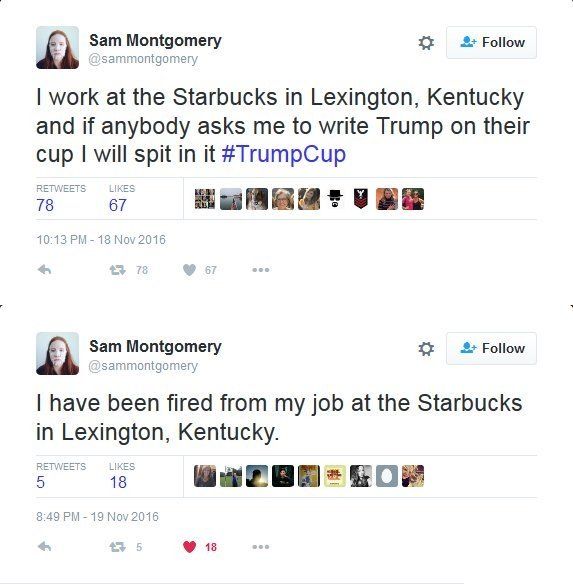 Sam Montgomery
@sammontgomery
Follow
I work at the Starbucks in Lexington, Kentucky
and if anybody asks me to write Trump on their
cup I will spit in it #TrumpCup
RETWEETS LIKES
78 67
10:13 PM - 18 Nov 2016
78 67
Sam Montgomery
@sammontgomery
Follow
I have been fired from my job at the Starbucks
in Lexington, Kentucky.
RETWEETS LIKES
5 18
8:49 PM - 19 Nov 2016
5 18